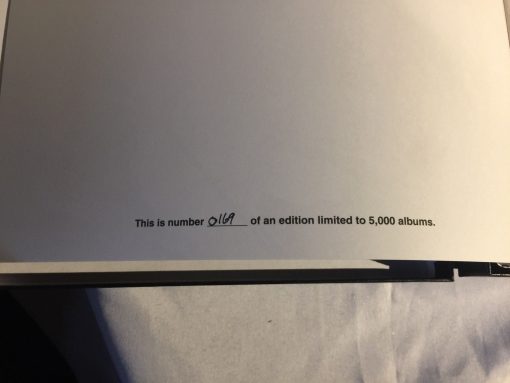 This is number 0169 of an edition limited to 5,000 albums.